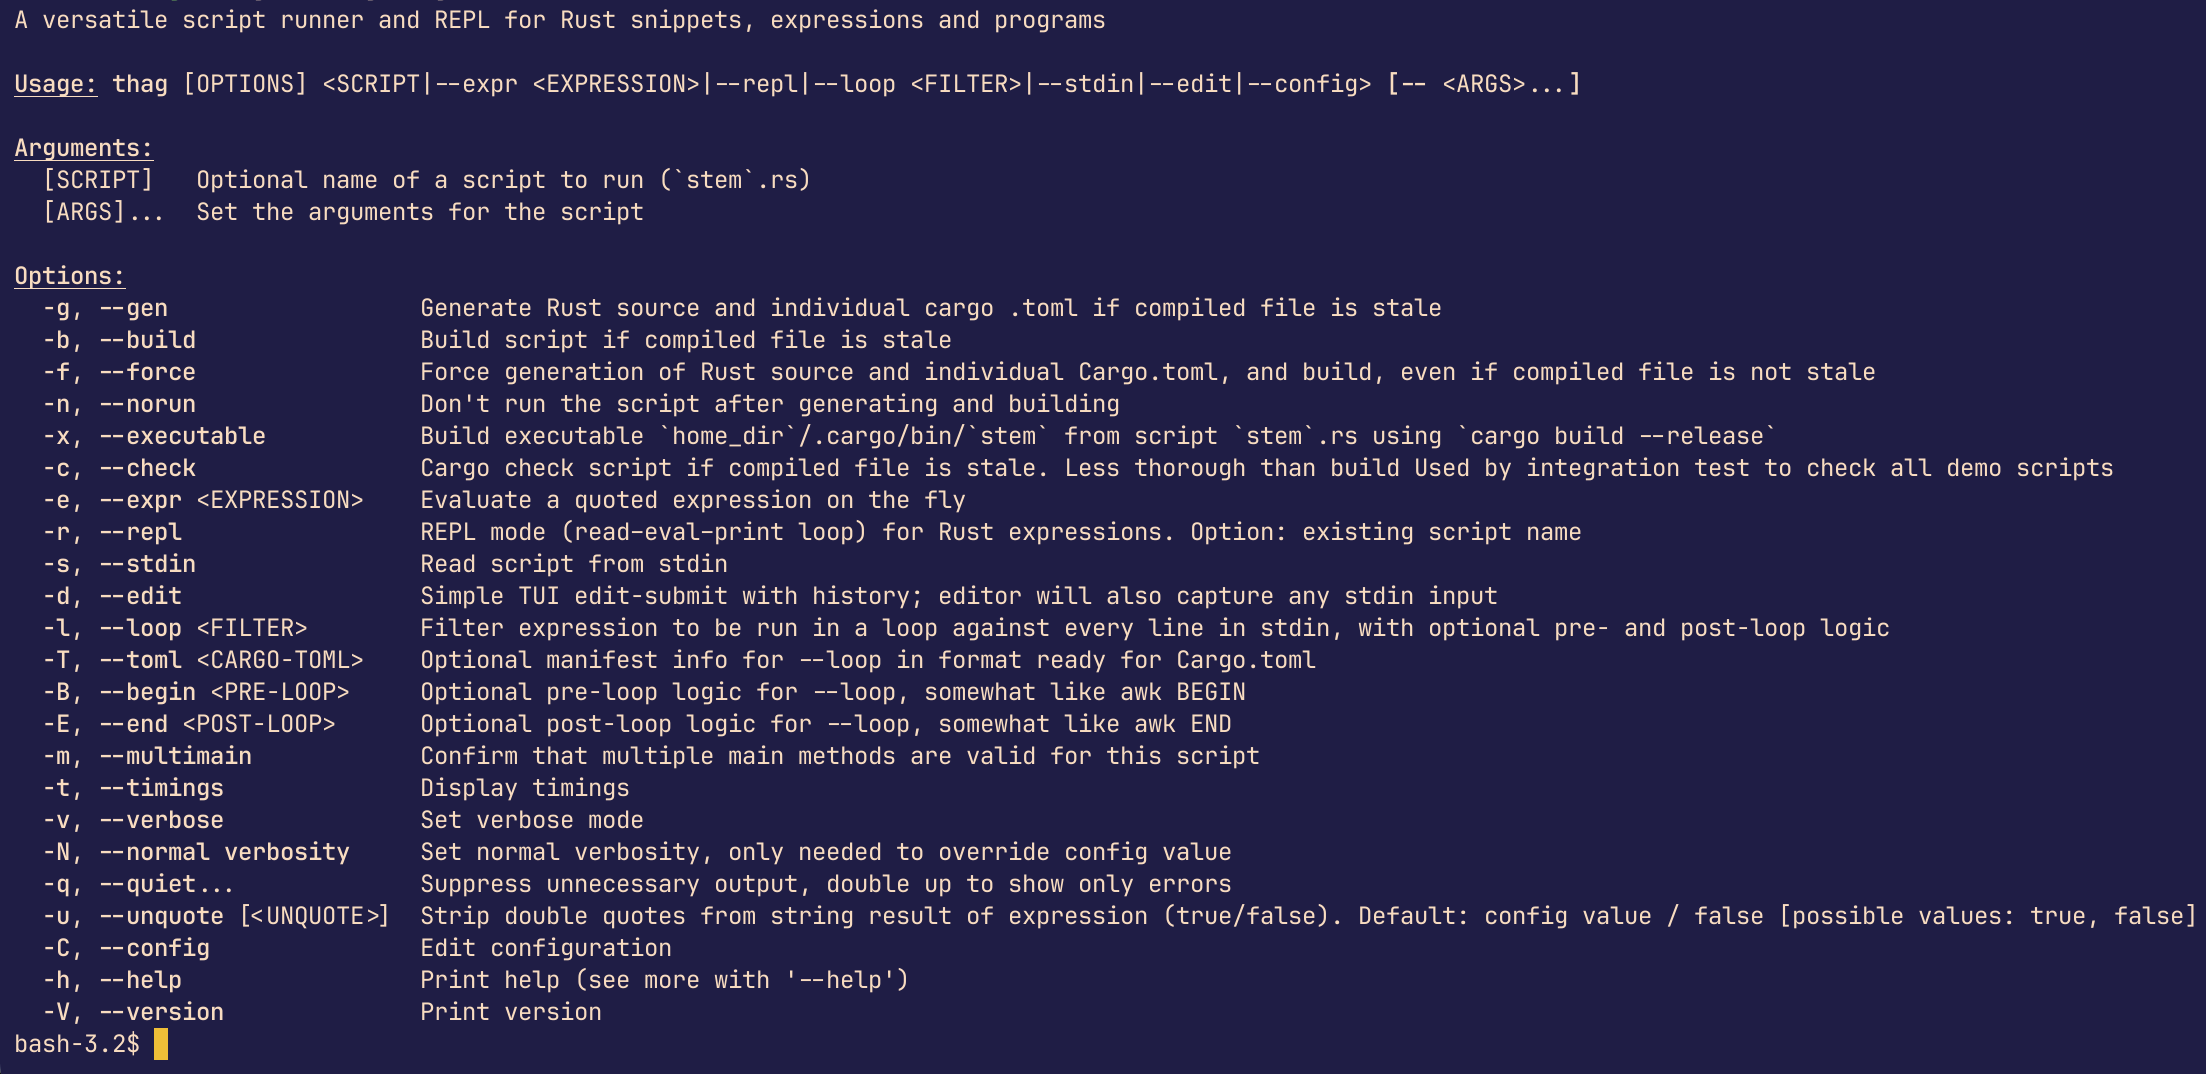 A versatile script runner and REPL for Rust snippets, expressions and programs
Usage: thag [OPTIONS] <SCRIPT|--expr <EXPRESSION>|--repl|--loop <FILTER>|--stdin|--edit|--config> [-- <ARGS>...]
Arguments:
  [SCRIPT]   Optional name of a script to run (`stem`.rs)
  [ARGS]...  Set the arguments for the script
Options:
  -g, --gen                  Generate Rust source and individual cargo .toml if compiled file is stale
  -b, --build                Build script if compiled file is stale
  -f, --force                Force generation of Rust source and individual Cargo.toml, and build, even if compiled file is not stale
  -n, --norun                Don't run the script after generating and building
  -x, --executable           Build executable `home_dir`/.cargo/bin/`stem` from script `stem`.rs using `cargo build --release`
  -c, --check                Cargo check script if compiled file is stale. Less thorough than build Used by integration test to check all demo scripts
  -e, --expr <EXPRESSION>    Evaluate a quoted expression on the fly
  -r, --repl                 REPL mode (read-eval-print loop) for Rust expressions. Option: existing script name
  -s, --stdin                Read script from stdin
  -d, --edit                 Simple TUI edit-submit with history; editor will also capture any stdin input
  -l, --loop <FILTER>        Filter expression to be run in a loop against every line in stdin, with optional pre- and post-loop logic
  -T, --toml <CARGO-TOML>    Optional manifest info for --loop in format ready for Cargo.toml
  -B, --begin <PRE-LOOP>     Optional pre-loop logic for --loop, somewhat like awk BEGIN
  -E, --end <POST-LOOP>      Optional post-loop logic for --loop, somewhat like awk END
  -m, --multimain            Confirm that multiple main methods are valid for this script
  -t, --timings              Display timings
  -v, --verbose              Set verbose mode
  -N, --normal verbosity     Set normal verbosity, only needed to override config value
  -q, --quiet...             Suppress unnecessary output, double up to show only errors
  -u, --unquote [<UNQUOTE>]  Strip double quotes from string result of expression (true/false). Default: config value / false [possible values: true, false]
  -C, --config               Edit configuration
  -h, --help                 Print help (see more with '--help')
  -V, --version              Print version
bash-3.2$